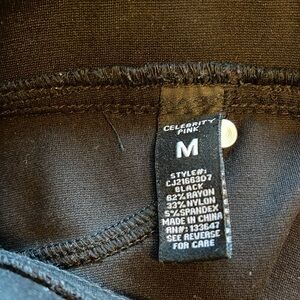 CELEBRITY
PINK
M
STYLE#:
CJ21663D7
BLACK
62%RAYON
33%NYLON
5%SPANDEX
MADE IN CHINA
RN#: 133647
SEE REVERSE
FOR CARE